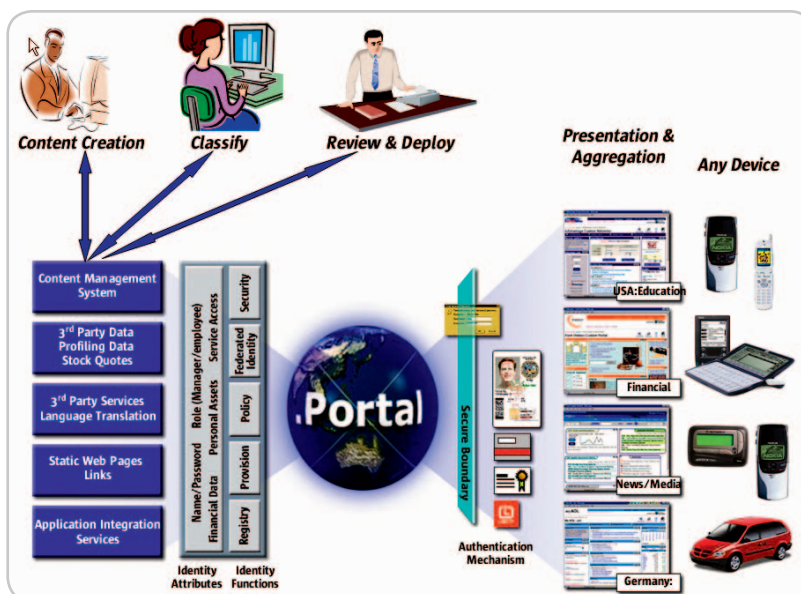 Content Creation
Classify
Review & Deploy
Presentation &
Aggregation
Any Device
Content Management
System
3rd Party Data
Profiling Data
Stock Quotes
3rd Party Services
Language Translation
Static Web Pages
Links
Application Integration
Services
Name/Password Role (Manager/employee)
Financial Data Personal Assets Service Access
Security
Federated
Identity
Policy
Provision
Registry
Identity
Attributes
Identity
Functions
.Portal
Secure Boundary
Authentication
Mechanism
USA:Education
Financial
News/Media
Germany: